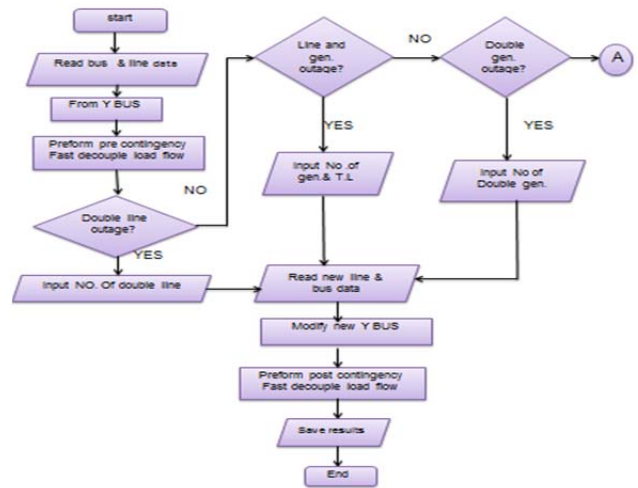 start
Read bus & line data
From Y BUS
Preform pre contingency
Fast decouple load flow
NO
Double line
outage?
YES
Input NO. Of double line
Line and
gen.
outage?
NO
YES
Input No .of
gen.& T.L
Double
gen.
outage?
A
YES
Input No of
Double gen.
Read new line &
bus data
Modify new Y BUS
Preform post contingency
Fast decouple load flow
Save results
End